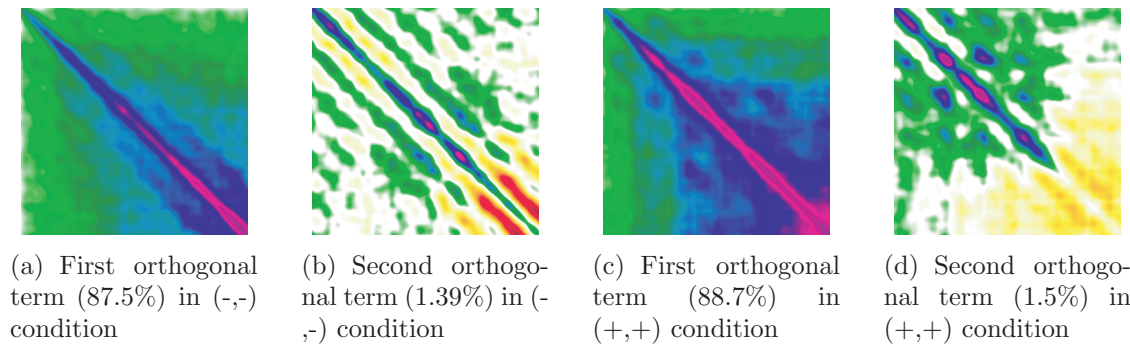 (a) First orthogonal
term (87.5%) in (-,-)
condition
(b) Second orthogo-
nal term (1.39%) in (-
,-) condition
(c) First orthogonal
term (88.7%) in
(+,+) condition
(d) Second orthogo-
nal term (1.5%) in
(+,+) condition